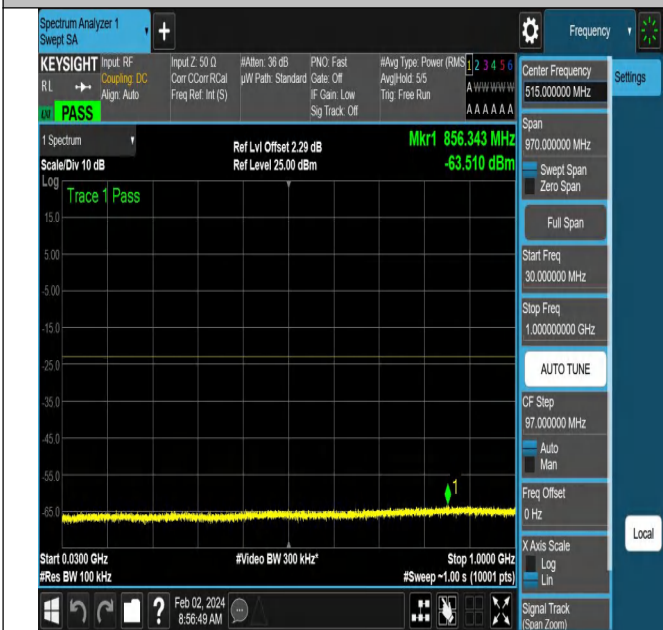 Spectrum Analyzer 1
Swept SA
Frequency
KEYSIGHT
R L
LNI
PASS
Input: RF
Coupling: DC
Align: Auto
Input Z: 50 Ω
Corr CCorr RCal
Freq Ref: Int (S)
#Atten: 36 dB
µW Path: Standard
PNO: Fast
Gate: Off
IF Gain: Low
Sig Track: Off
#Avg Type: Power (RMS
Avg|Hold: 5/5
Trig: Free Run
1 2 3 4 5 6
A W W W W W
A A A A A A
1 Spectrum
Scale/Div 10 dB
Ref Lvl Offset 2.29 dB
Ref Level 25.00 dBm
Mkr1 856.343 MHz
-63.510 dBm
Log
Trace 1 Pass
15.0
5.00
-5.00
-15.0
-25.0
-35.0
-45.0
-55.0
-65.0
1
Start 0.0300 GHz
#Res BW 100 kHz
#Video BW 300 kHz*
Stop 1.0000 GHz
#Sweep ~1.00 s (10001 pts)
Feb 02, 2024
8:56:49 AM
Center Frequency
515.000000 MHz
Settings
Span
970.000000 MHz
Swept Span
Zero Span
Full Span
Start Freq
30.000000 MHz
Stop Freq
1.000000000 GHz
AUTO TUNE
CF Step
97.000000 MHz
Auto
Man
Freq Offset
0 Hz
X Axis Scale
Log
Lin
Local
Signal Track
(Span Zoom)